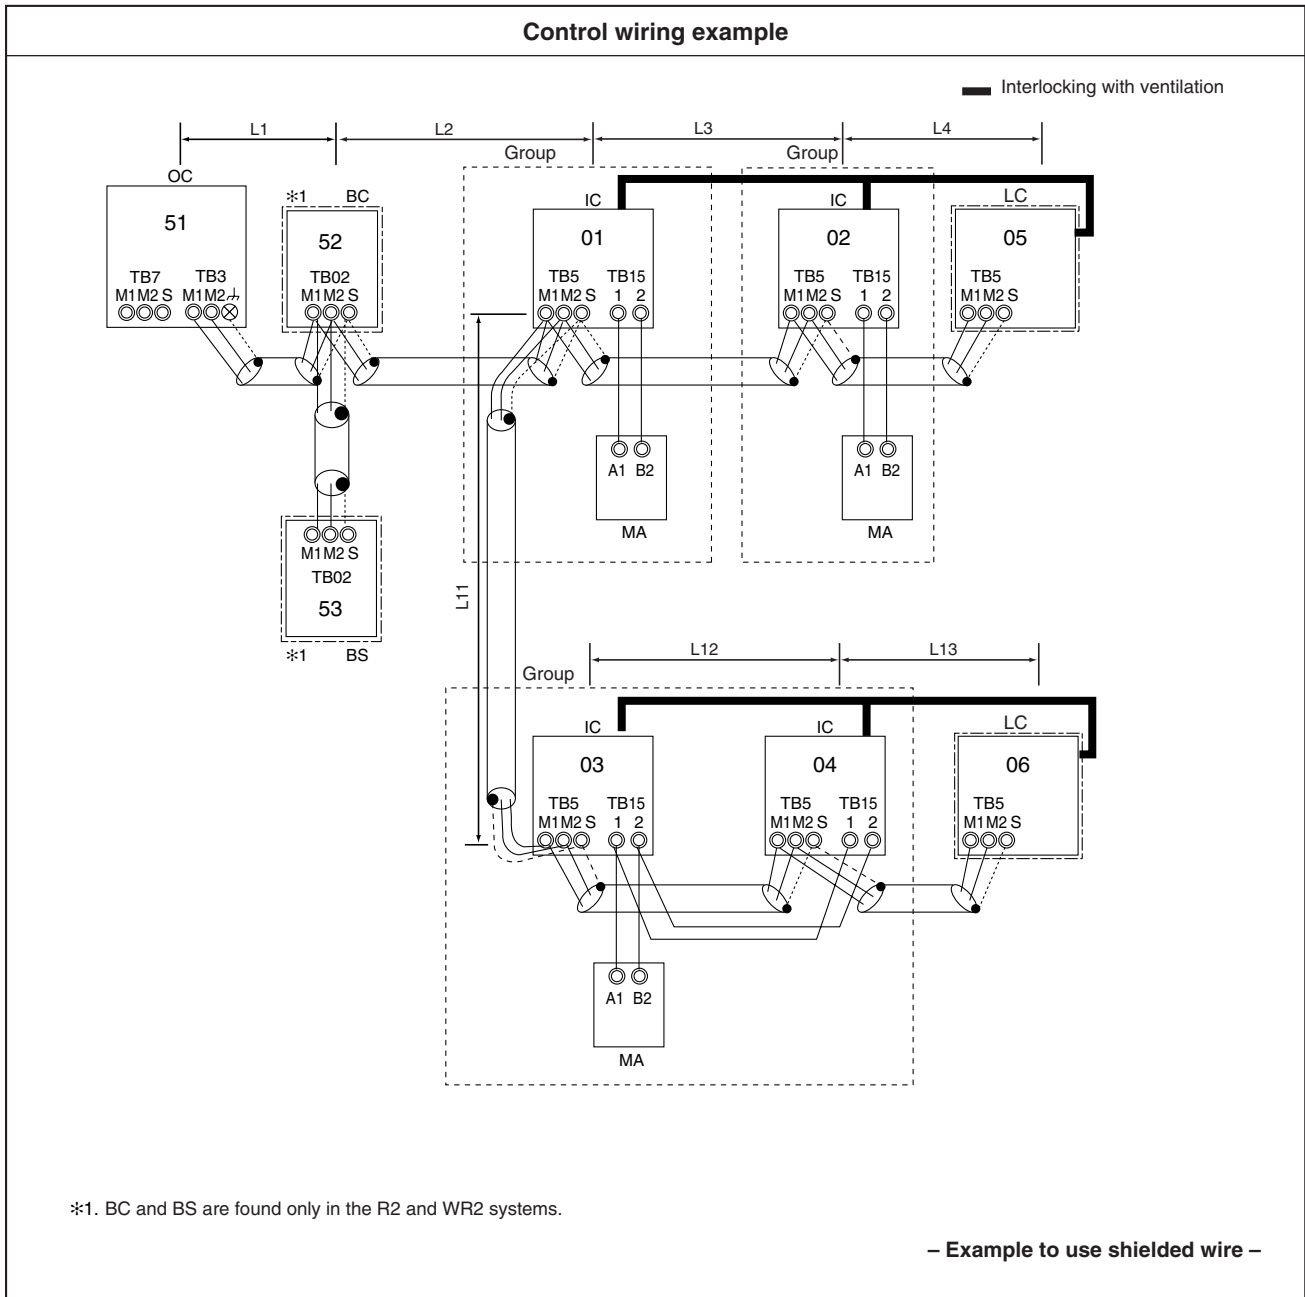 Control wiring example
Interlocking with ventilation
L1 L2 L3 L4
Group Group
OC
✻1 BC
IC IC LC
51 52 01 02 05
TB7 TB3 TB02 TB5 TB15 TB5 TB15 TB5
M1 M2 S M1 M2 M1 M2 S M1 M2 S 1 2 M1 M2 S 1 2 M1 M2 S
A1 B2 A1 B2
MA MA
M1 M2 S
TB02
53
✻1 BS
L11
L12 L13
Group
IC IC LC
03 04 06
TB5 TB15 TB5 TB15 TB5
M1 M2 S 1 2 M1 M2 S 1 2 M1 M2 S
A1 B2
MA
✻1. BC and BS are found only in the R2 and WR2 systems.
– Example to use shielded wire –